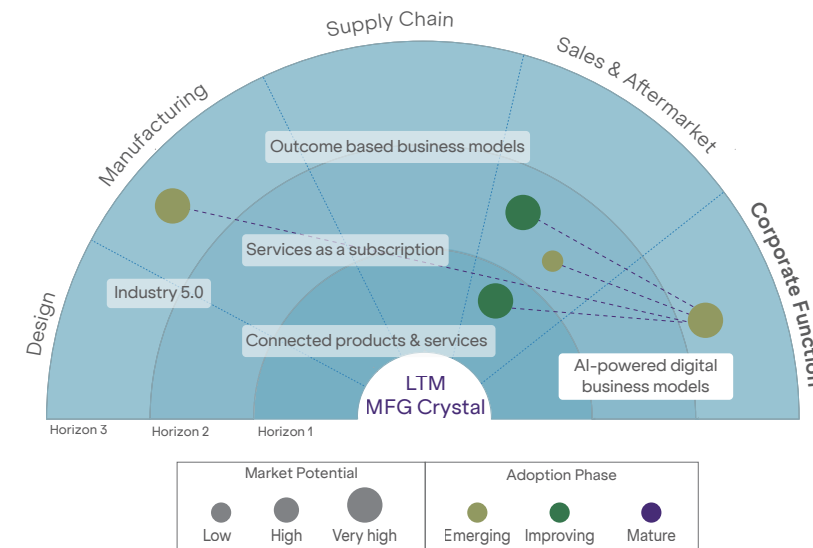 Supply Chain
Sales & Aftermarket
Manufacturing
Outcome based business models
Corporate Function
Services as a subscription
Industry 5.0
Design
Connected products & services
AI-powered digital
business models
LTM
MFG Crystal
Horizon 3
Horizon 2
Horizon 1
Market Potential
Adoption Phase
Low
High
Very high
Emerging
Improving
Mature